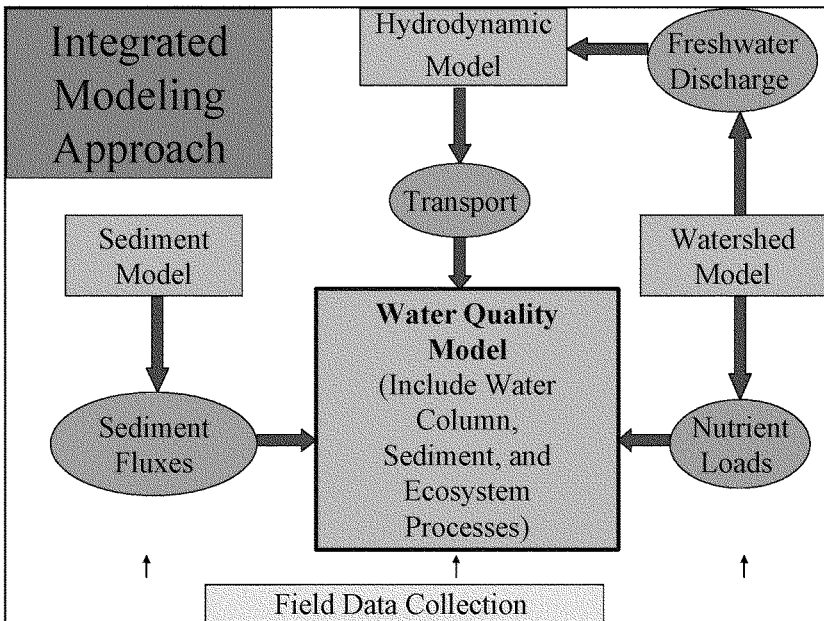 Integrated
Modeling
Approach
Hydrodynamic
Model
Freshwater
Discharge
Transport
Sediment
Model
Watershed
Model
Water Quality
Model
(Include Water
Column,
Sediment, and
Ecosystem
Processes)
Sediment
Fluxes
Nutrient
Loads
Field Data Collection